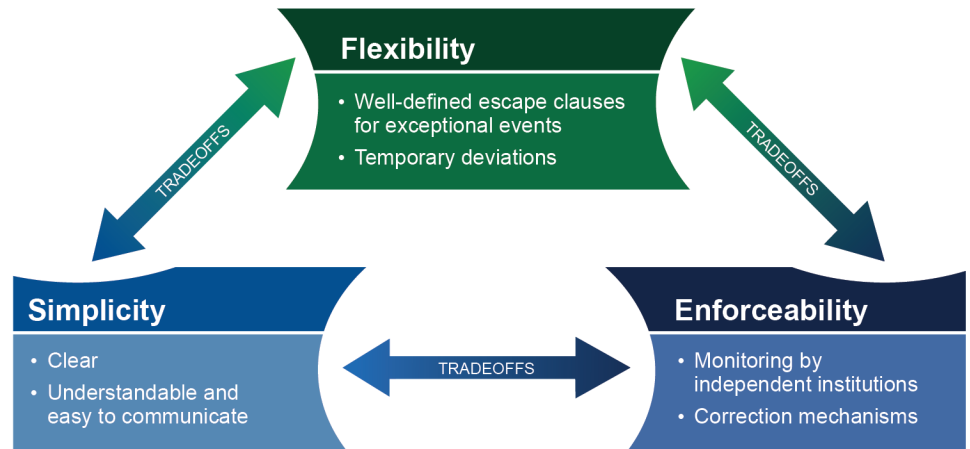 Flexibility
• Well-defined escape clauses
for exceptional events
• Temporary deviations
TRADEOFFS
TRADEOFFS
Simplicity
• Clear
• Understandable and
easy to communicate
TRADEOFFS
Enforceability
• Monitoring by
independent institutions
• Correction mechanisms